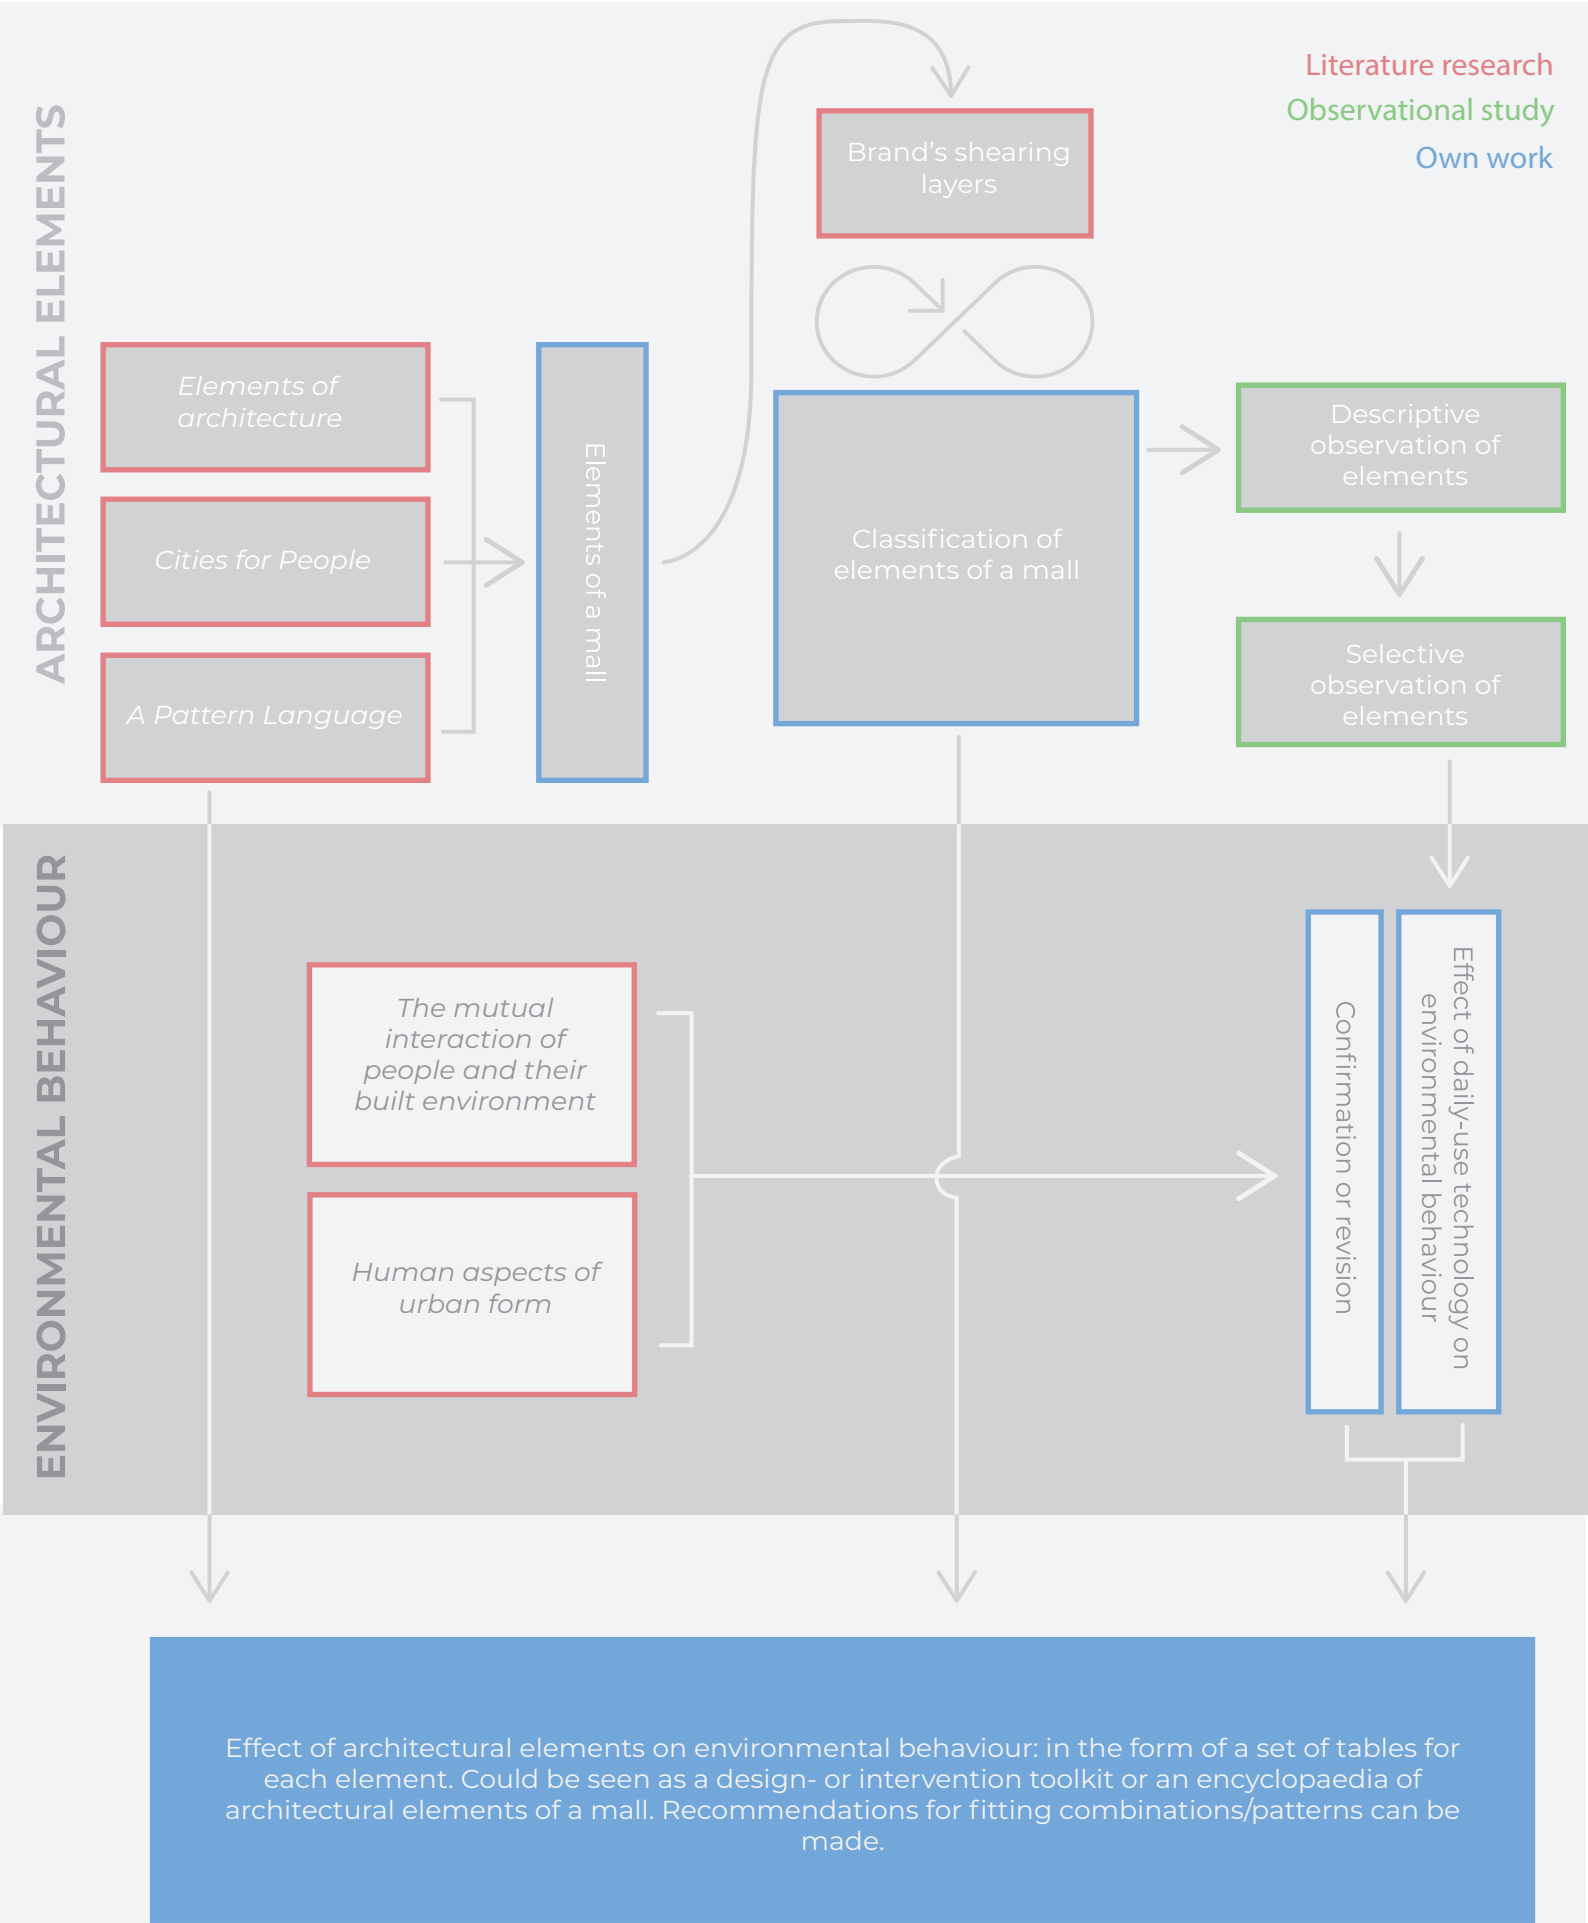 Literature research
Observational study
Own work
ARCHITECTURAL ELEMENTS
Brand’s shearing
layers
Elements of
architecture
Cities for People
A Pattern Language
Elements of a mall
Classification of
elements of a mall
Descriptive
observation of
elements
Selective
observation of
elements
ENVIRONMENTAL BEHAVIOUR
The mutual
interaction of
people and their
built environment
Human aspects of
urban form
Confirmation or revision
Effect of daily-use technology on
environmental behaviour
Effect of architectural elements on environmental behaviour: in the form of a set of tables for
each element. Could be seen as a design- or intervention toolkit or an encyclopaedia of
architectural elements of a mall. Recommendations for fitting combinations/patterns can be
made.